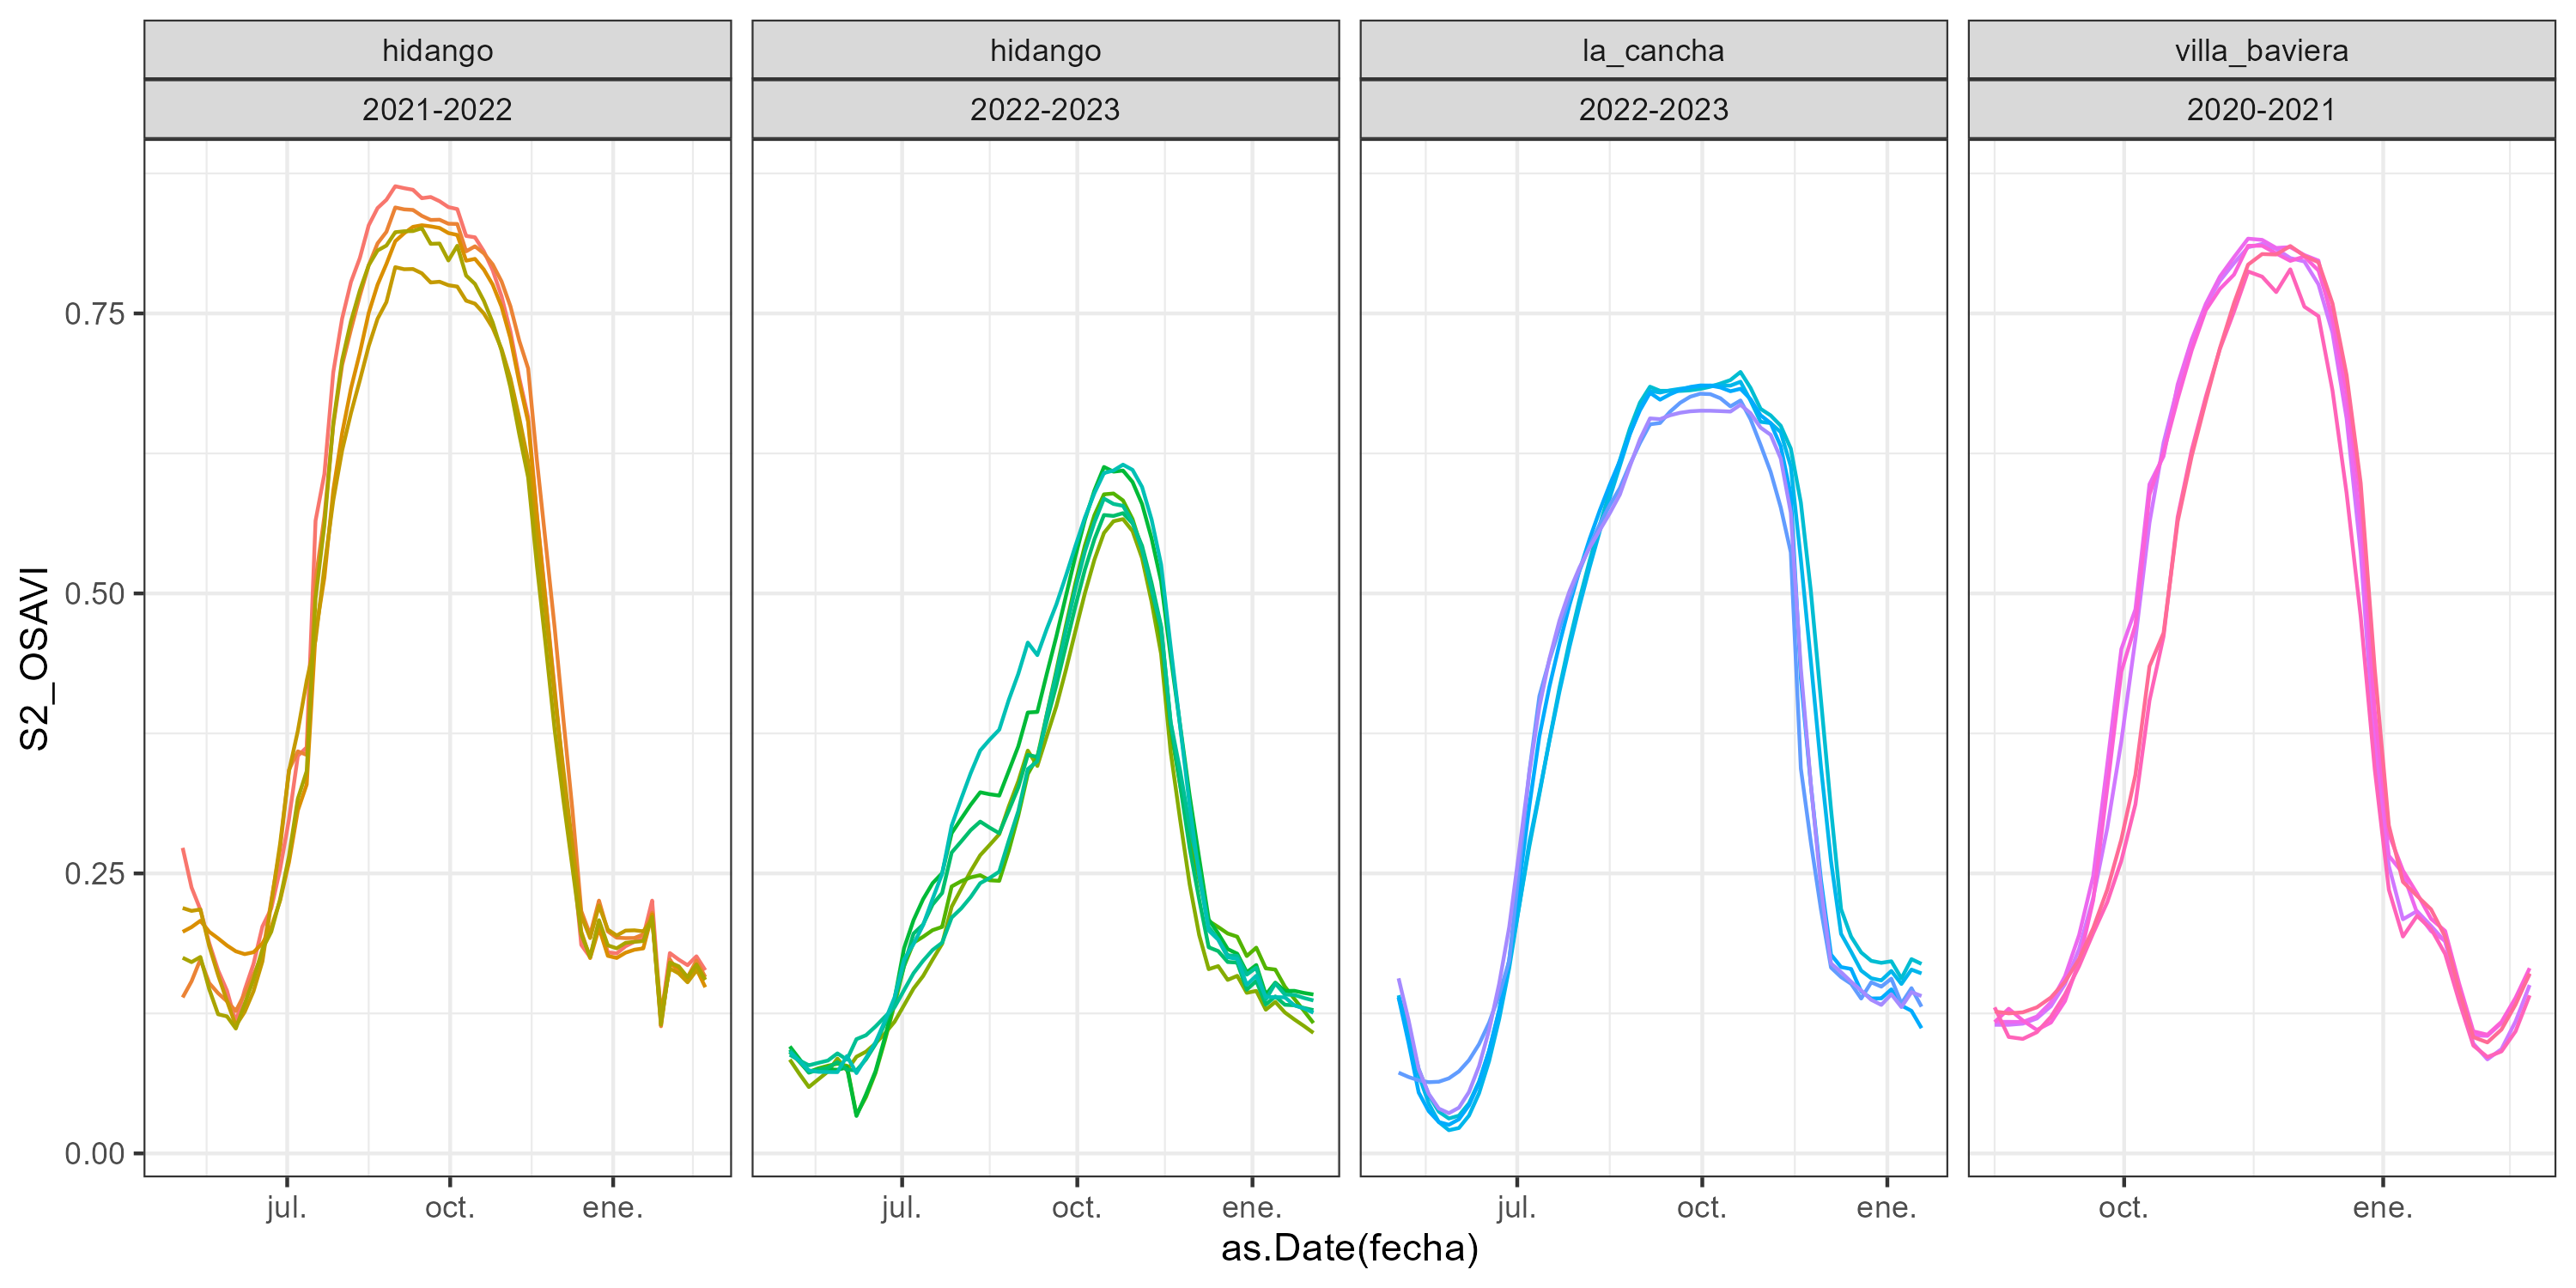 hidango
hidango
la_cancha
villa_baviera
2021-2022
2022-2023
2022-2023
2020-2021
S2_OSAVI
0.75
0.50
0.25
0.00
jul.
oct.
ene.
jul.
oct.
ene.
jul.
oct.
ene.
oct.
ene.
as.Date(fecha)